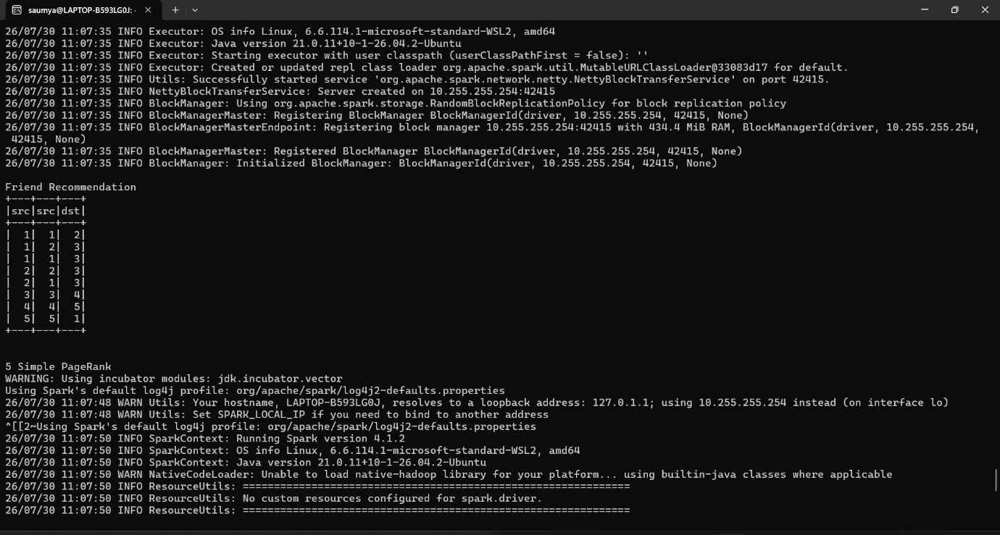 saumya@LAPTOP-B593LG0J: ·
26/07/30 11:07:35 INFO Executor: OS info Linux, 6.6.114.1-microsoft-standard-WSL2, amd64
26/07/30 11:07:35 INFO Executor: Java version 21.0.11+10-1-26.04.2-Ubuntu
26/07/30 11:07:35 INFO Executor: Starting executor with user classpath (userClassPathFirst = false): ''
26/07/30 11:07:35 INFO Executor: Created or updated repl class loader org.apache.spark.util.MutableURLClassLoader@33083d17 for default.
26/07/30 11:07:35 INFO Utils: Successfully started service 'org.apache.spark.network.netty.NettyBlockTransferService' on port 42415.
26/07/30 11:07:35 INFO NettyBlockTransferService: Server created on 10.255.255.254:42415
26/07/30 11:07:35 INFO BlockManager: Using org.apache.spark.storage.RandomBlockReplicationPolicy for block replication policy
26/07/30 11:07:35 INFO BlockManagerMaster: Registering BlockManager BlockManagerId(driver, 10.255.255.254, 42415, None)
26/07/30 11:07:35 INFO BlockManagerMasterEndpoint: Registering block manager 10.255.255.254:42415 with 434.4 MiB RAM, BlockManagerId(driver, 10.255.255.254,
 42415, None)
26/07/30 11:07:35 INFO BlockManagerMaster: Registered BlockManager BlockManagerId(driver, 10.255.255.254, 42415, None)
26/07/30 11:07:35 INFO BlockManager: Initialized BlockManager: BlockManagerId(driver, 10.255.255.254, 42415, None)
Friend Recommendation
+---+---+---+
|src|src|dst|
+---+---+---+
|  1|  1|  2|
|  1|  2|  3|
|  1|  1|  3|
|  2|  2|  3|
|  2|  1|  3|
|  3|  3|  4|
|  4|  4|  5|
|  5|  5|  1|
+---+---+---+
5 Simple PageRank
WARNING: Using incubator modules: jdk.incubator.vector
Using Spark's default log4j profile: org/apache/spark/log4j2-defaults.properties
26/07/30 11:07:48 WARN Utils: Your hostname, LAPTOP-B593LG0J, resolves to a loopback address: 127.0.1.1; using 10.255.255.254 instead (on interface lo)
26/07/30 11:07:48 WARN Utils: Set SPARK_LOCAL_IP if you need to bind to another address
^[[2~Using Spark's default log4j profile: org/apache/spark/log4j2-defaults.properties
26/07/30 11:07:50 INFO SparkContext: Running Spark version 4.1.2
26/07/30 11:07:50 INFO SparkContext: OS info Linux, 6.6.114.1-microsoft-standard-WSL2, amd64
26/07/30 11:07:50 INFO SparkContext: Java version 21.0.11+10-1-26.04.2-Ubuntu
26/07/30 11:07:50 WARN NativeCodeLoader: Unable to load native-hadoop library for your platform... using builtin-java classes where applicable
26/07/30 11:07:50 INFO ResourceUtils: ==============================================================
26/07/30 11:07:50 INFO ResourceUtils: No custom resources configured for spark.driver.
26/07/30 11:07:50 INFO ResourceUtils: ==============================================================